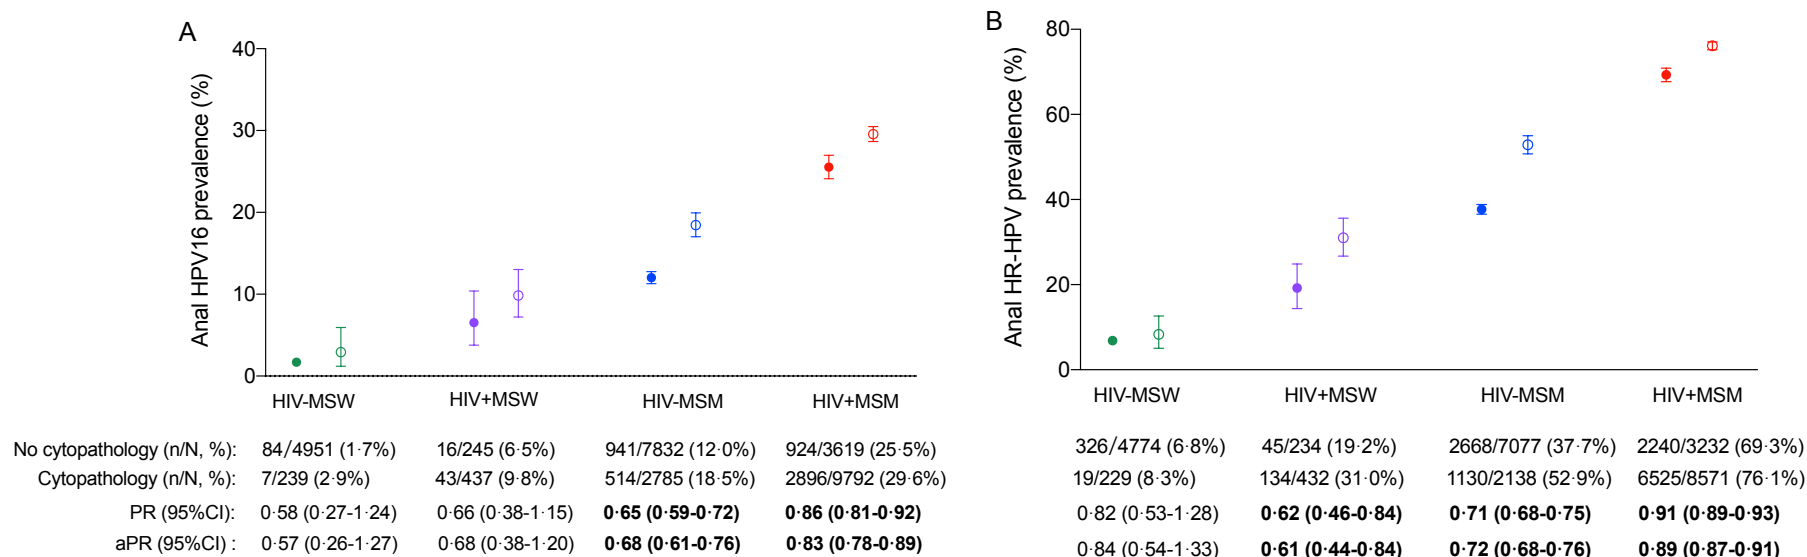 A
Anal HPV16 prevalence (%)
40
30
20
10
0
HIV-MSW HIV+MSW HIV-MSM HIV+MSM
No cytopathology (n/N, %): 84/4951 (1·7%) 16/245 (6·5%) 941/7832 (12·0%) 924/3619 (25·5%)
Cytopathology (n/N, %): 7/239 (2·9%) 43/437 (9·8%) 514/2785 (18·5%) 2896/9792 (29·6%)
PR (95%CI): 0·58 (0·27-1·24) 0·66 (0·38-1·15) 0·65 (0·59-0·72) 0·86 (0·81-0·92)
aPR (95%CI) : 0·57 (0·26-1·27) 0·68 (0·38-1·20) 0·68 (0·61-0·76) 0·83 (0·78-0·89)
B
Anal HR-HPV prevalence (%)
80
60
40
20
0
HIV-MSW HIV+MSW HIV-MSM HIV+MSM
326/4774 (6·8%) 45/234 (19·2%) 2668/7077 (37·7%) 2240/3232 (69·3%)
19/229 (8·3%) 134/432 (31·0%) 1130/2138 (52·9%) 6525/8571 (76·1%)
0·82 (0·53-1·28) 0·62 (0·46-0·84) 0·71 (0·68-0·75) 0·91 (0·89-0·93)
0·84 (0·54-1·33) 0·61 (0·44-0·84) 0·72 (0·68-0·76) 0·89 (0·87-0·91)